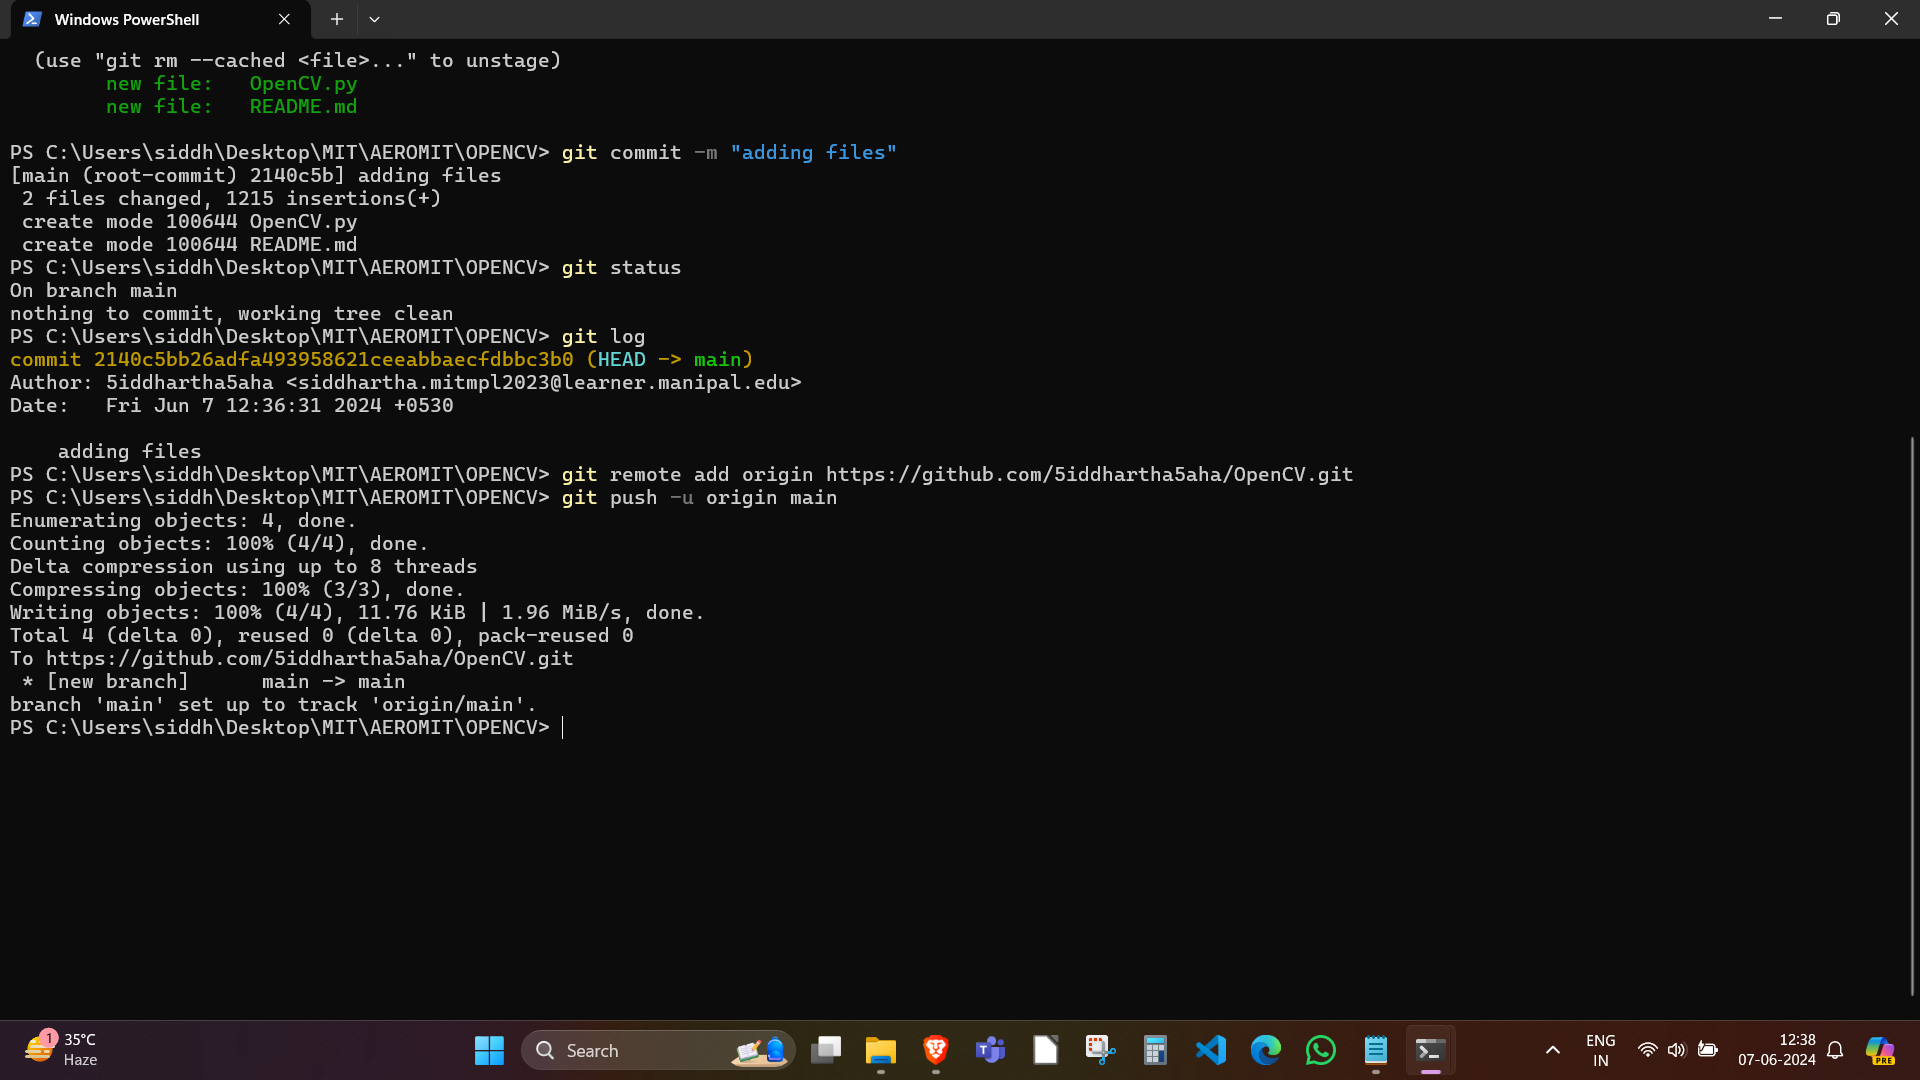 Windows PowerShell
(use "git rm --cached <file>..." to unstage)
new file:   OpenCV.py
new file:   README.md
PS C:\Users\siddh\Desktop\MIT\AEROMIT\OPENCV> git commit -m "adding files"
[main (root-commit) 2140c5b] adding files
2 files changed, 1215 insertions(+)
create mode 100644 OpenCV.py
create mode 100644 README.md
PS C:\Users\siddh\Desktop\MIT\AEROMIT\OPENCV> git status
On branch main
nothing to commit, working tree clean
PS C:\Users\siddh\Desktop\MIT\AEROMIT\OPENCV> git log
commit 2140c5bb26adfa493958621ceeabbaecfdbbc3b0 (HEAD -> main)
Author: 5iddhartha5aha <siddhartha.mitmpl2023@learner.manipal.edu>
Date:   Fri Jun 7 12:36:31 2024 +0530
adding files
PS C:\Users\siddh\Desktop\MIT\AEROMIT\OPENCV> git remote add origin https://github.com/5iddhartha5aha/OpenCV.git
PS C:\Users\siddh\Desktop\MIT\AEROMIT\OPENCV> git push -u origin main
Enumerating objects: 4, done.
Counting objects: 100% (4/4), done.
Delta compression using up to 8 threads
Compressing objects: 100% (3/3), done.
Writing objects: 100% (4/4), 11.76 KiB | 1.96 MiB/s, done.
Total 4 (delta 0), reused 0 (delta 0), pack-reused 0
To https://github.com/5iddhartha5aha/OpenCV.git
* [new branch]      main -> main
branch 'main' set up to track 'origin/main'.
PS C:\Users\siddh\Desktop\MIT\AEROMIT\OPENCV>
1
35°C
Haze
Search
ENG
IN
12:38
07-06-2024
PRE